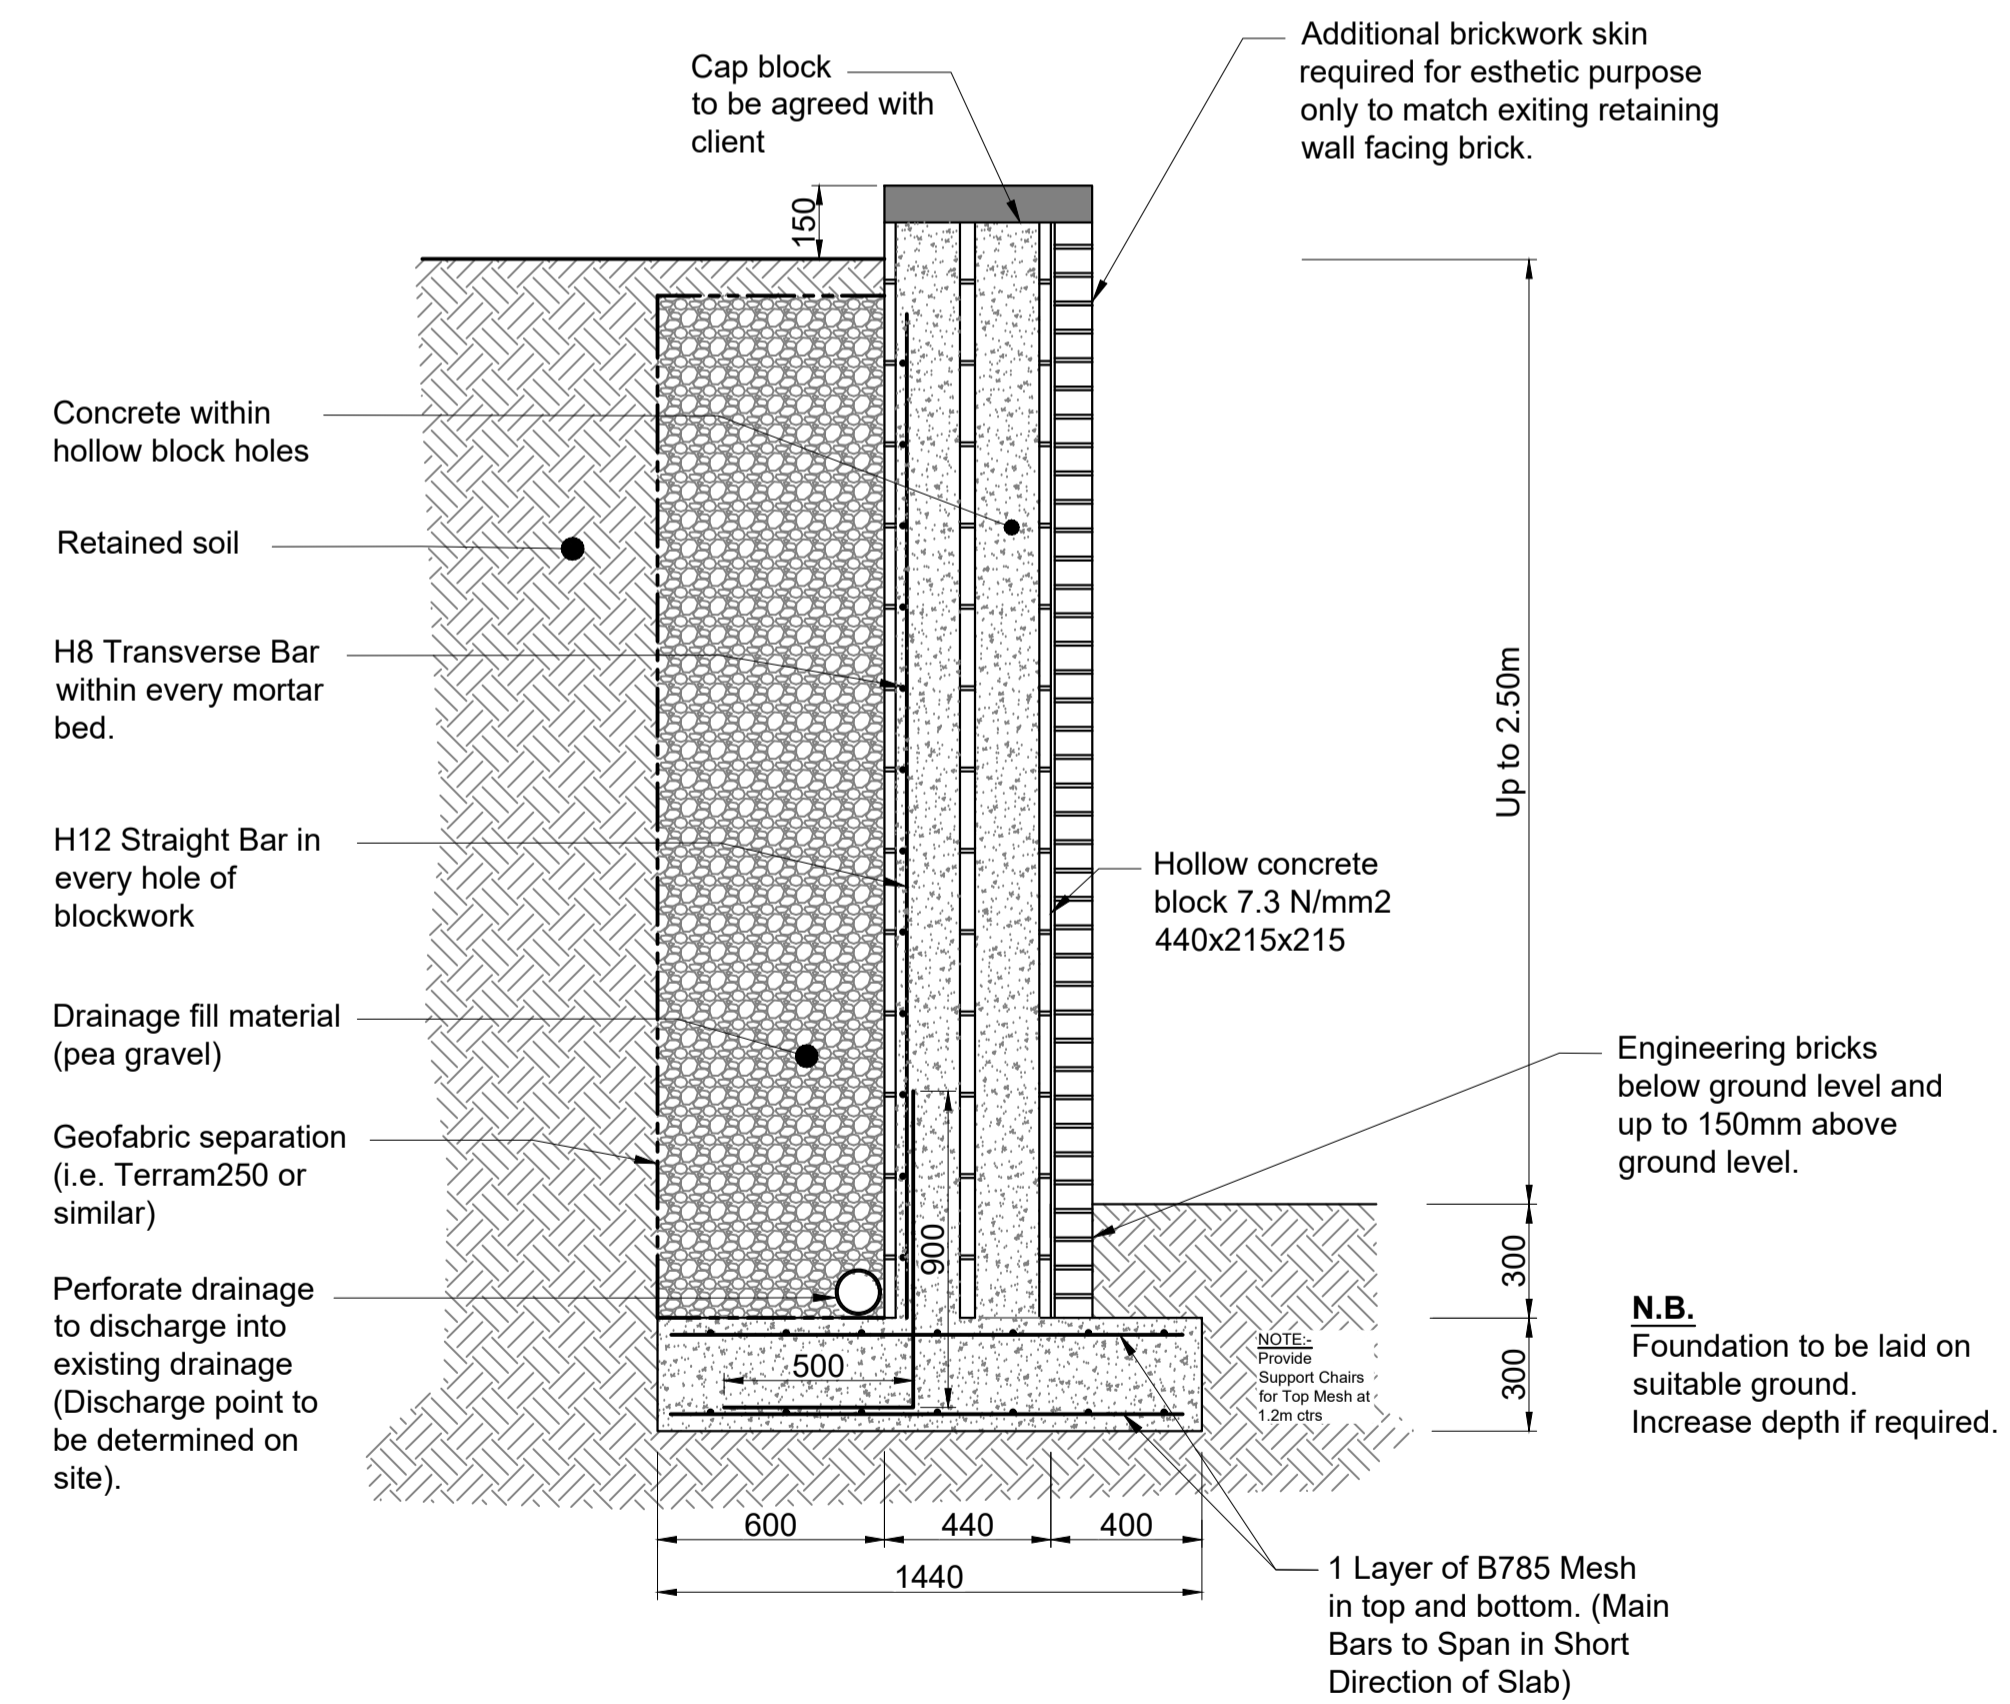 Additional brickwork skin
required for esthetic purpose
only to match exiting retaining
wall facing brick.
Cap block
to be agreed with
client
150
Concrete within
hollow block holes
Retained soil
H8 Transverse Bar
within every mortar
bed.
Up to 2.50m
H12 Straight Bar in
every hole of
blockwork
Hollow concrete
block 7.3 N/mm2
440x215x215
Drainage fill material
(pea gravel)
Engineering bricks
below ground level and
up to 150mm above
ground level.
Geofabric separation
(i.e. Terram250 or
similar)
900
300
Perforate drainage
to discharge into
existing drainage
(Discharge point to
be determined on
site).
500
NOTE:-
Provide
Support Chairs
for Top Mesh at
1.2m ctrs
300
N.B.
Foundation to be laid on
suitable ground.
Increase depth if required.
600
440
400
1440
1 Layer of B785 Mesh
in top and bottom. (Main
Bars to Span in Short
Direction of Slab)